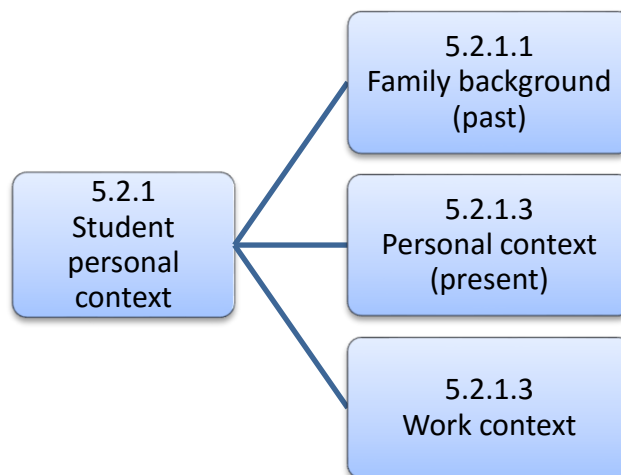 5.2.1
Student
personal
context
5.2.1.1
Family background
(past)
5.2.1.3
Personal context
(present)
5.2.1.3
Work context